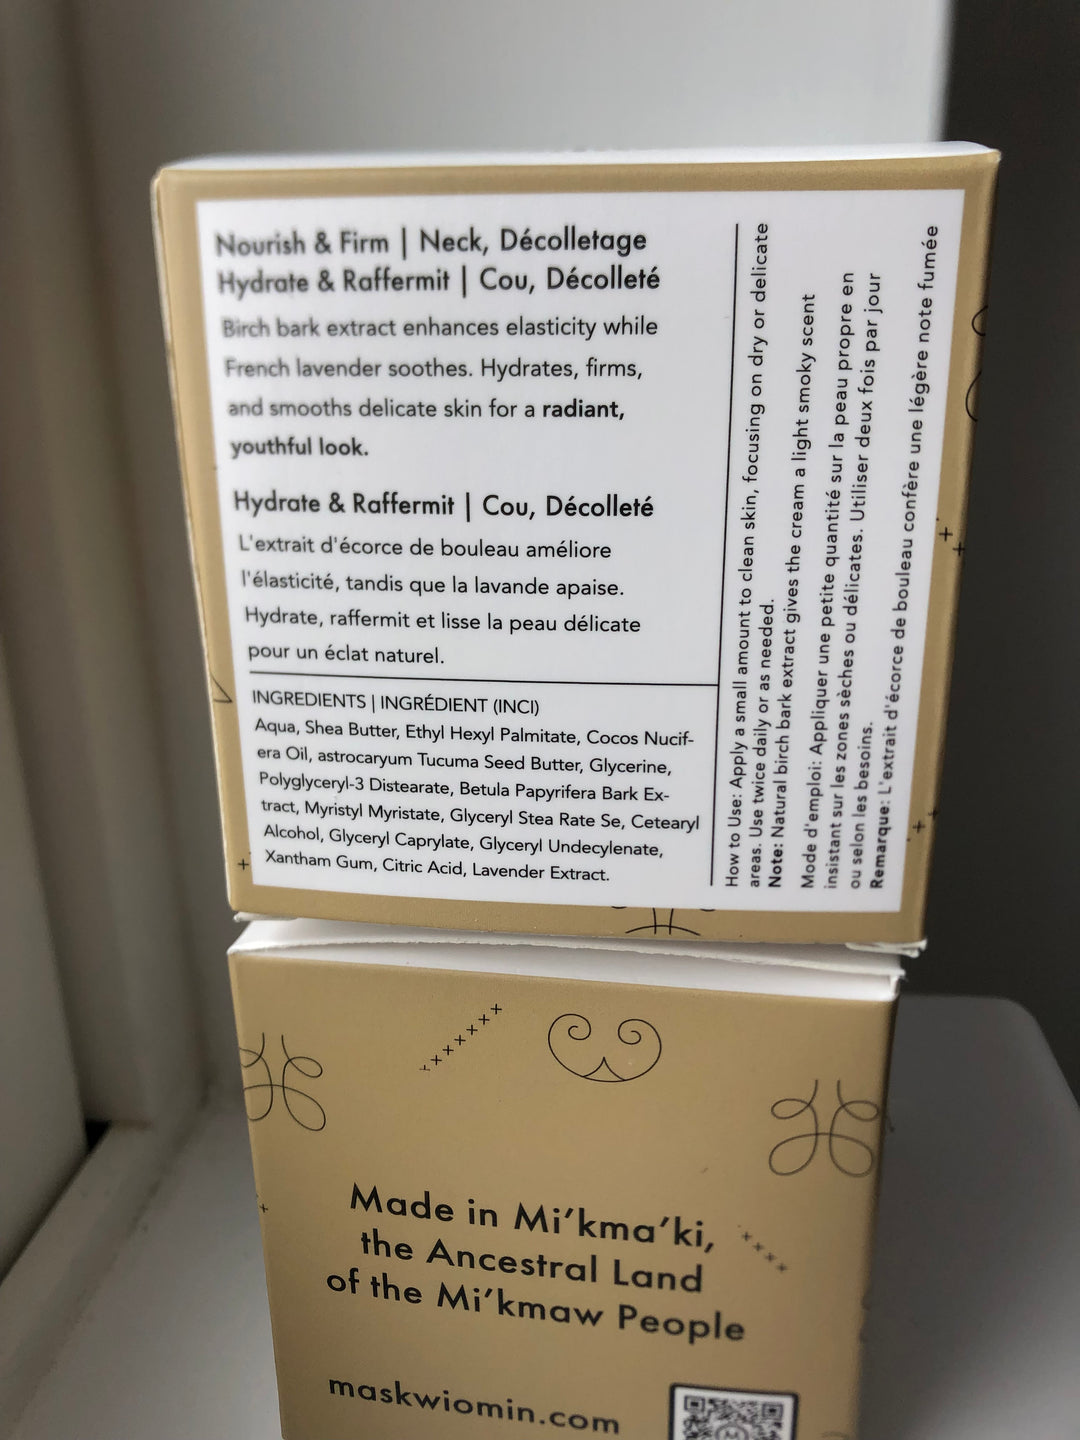 Nourish & Firm | Neck, Décolletage
Hydrate & Raffermit | Cou, Décolleté
Birch bark extract enhances elasticity while
French lavender soothes. Hydrates, firms,
and smooths delicate skin for a radiant,
youthful look.
Hydrate & Raffermit | Cou, Décolleté
L'extrait d'écorce de bouleau améliore
l'élasticité, tandis que la lavande apaise.
Hydrate, raffermit et lisse la peau délicate
pour un éclat naturel.
INGREDIENTS | INGRÉDIENT (INCI)
Aqua, Shea Butter, Ethyl Hexyl Palmitate, Cocos Nucif-
era Oil, astrocaryum Tucuma Seed Butter, Glycerine,
Polyglyceryl-3 Distearate, Betula Papyrifera Bark Ex-
tract, Myristyl Myristate, Glyceryl Stea Rate Se, Cetearyl
Alcohol, Glyceryl Caprylate, Glyceryl Undecylenate,
Xantham Gum, Citric Acid, Lavender Extract.
How to Use: Apply a small amount to clean skin, focusing on dry or delicate
areas. Use twice daily or as needed.
Note: Natural birch bark extract gives the cream a light smoky scent
Mode d'emploi: Appliquer une petite quantité sur la peau propre en
insistant sur les zones sèches ou délicates. Utiliser deux fois par jour
ou selon les besoins.
Remarque: L'extrait d'écorce de bouleau confère une légère note fumée
Made in Mi'kma'ki,
the Ancestral Land
of the Mi'kmaw People
maskwiomin.com